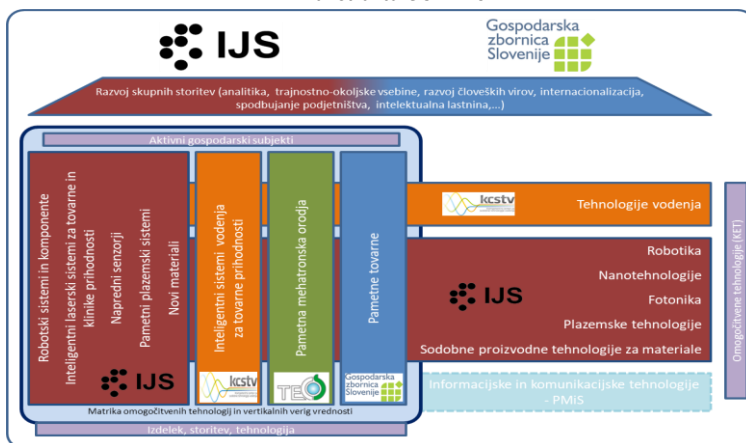 IJS
Gospodarska
zbornica
Slovenije
Razvoj skupnih storitev (analitika, trajnostno-okoljske vsebine, razvoj človeških virov, internacionalizacija,
spodbujanje podjetništva, intelektualna lastnina,...)
Aktivni gospodarski subjekti
Robotski sistemi in komponente
Inteligentni laserski sistemi za tovarne in
klinike prihodnosti
Napredni senzorji
Pametni plazemski sistemi
Novi materiali
IJS
Inteligentni sistemi vodenja
za tovarne prihodnosti
kcstv
Pametna mehatronska orodja
TECOS
Pametne tovarne
Gospodarska
zbornica
Slovenije
Matrika omogočitvenih tehnologij in vertikalnih verig vrednosti
Izdelek, storitev, tehnologija
kcstv
Tehnologije vodenja
IJS
Robotika
Nanotehnologije
Fotonika
Plazemske tehnologije
Sodobne proizvodne tehnologije za materiale
Informacijske in komunikacijske tehnologije
- PMiS
Omogočitvene tehnologije (KET)